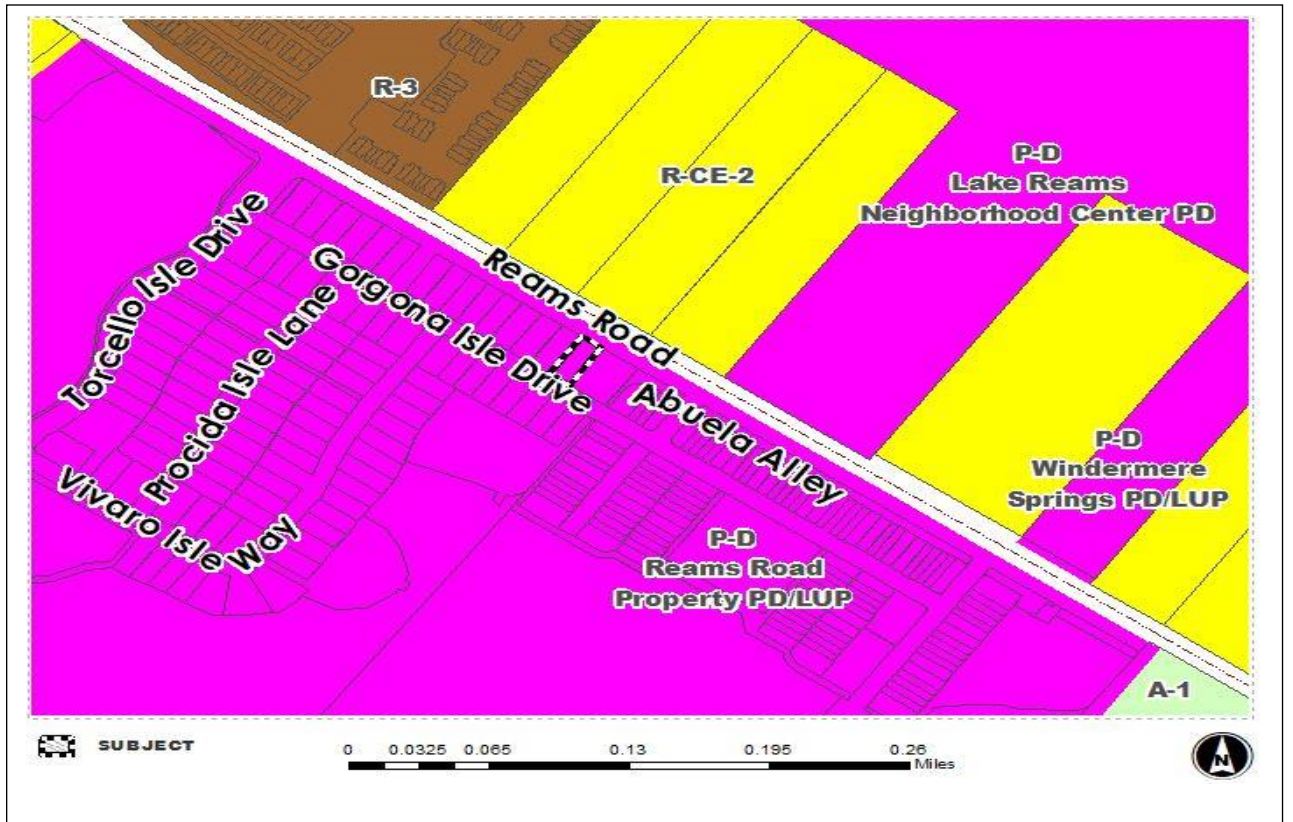 R-3
R-CE-2
P-D
Lake Reams
Neighborhood Center PD
Torcello Isle Drive
Gorgona Isle Drive
Reams Road
Procida Isle Lane
Abuela Alley
Vivaro Isle Way
P-D
Windermere
Springs PD/LUP
P-D
Reams Road
Property PD/LUP
A-1
SUBJECT
0 0.0325 0.065 0.13 0.195 0.26
Miles
N